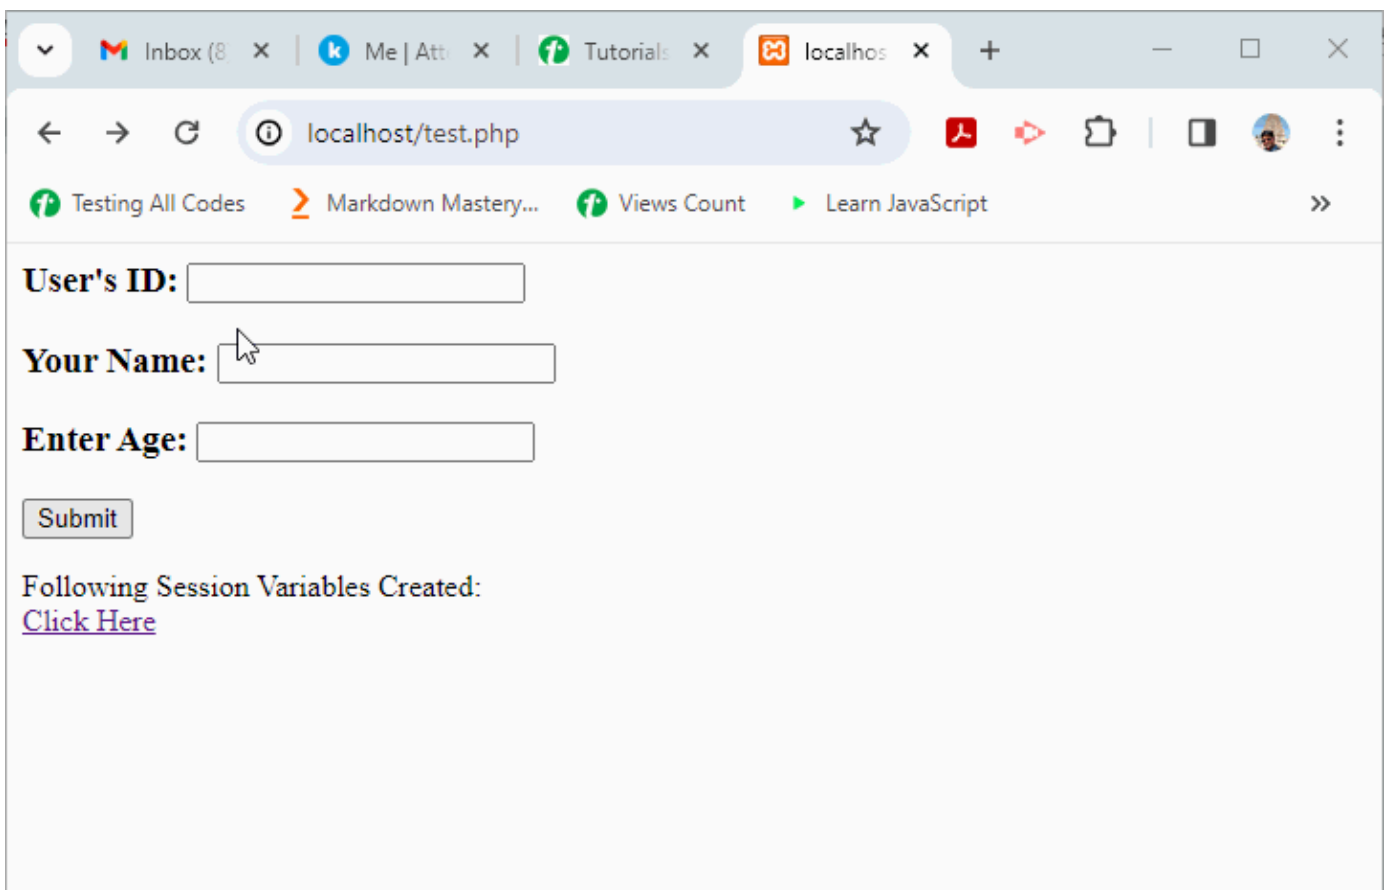 Inbox (8
Me | Att
Tutorials
localhos
localhost/test.php
Testing All Codes
Markdown Mastery...
Views Count
Learn JavaScript
User's ID:
Your Name:
Enter Age:
Submit
Following Session Variables Created:
Click Here